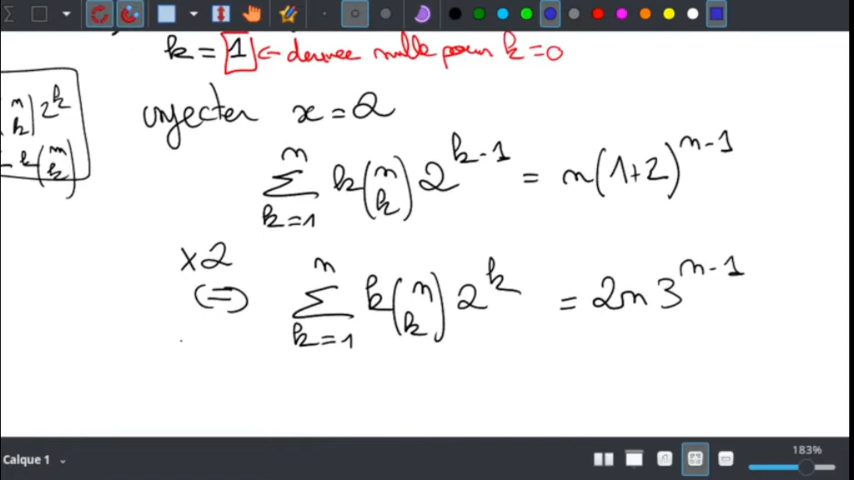 k = 1 ← dérivée nulle pour k = 0
(n k) 2^k
k (n k)
injecter x = 2
∑_{k=1}^{n} k (n k) 2^{k-1} = n(1+2)^{n-1}
×2
⇔ ∑_{k=1}^{n} k (n k) 2^k = 2n 3^{n-1}
183%
Calque 1